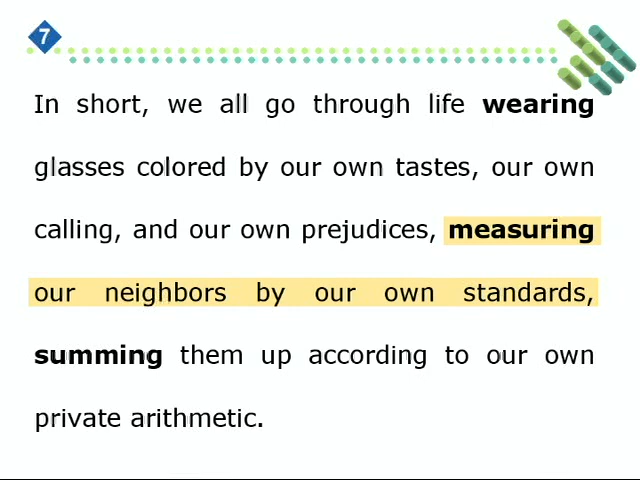 7
In short, we all go through life wearing
glasses colored by our own tastes, our own
calling, and our own prejudices, measuring
our neighbors by our own standards,
summing them up according to our own
private arithmetic.